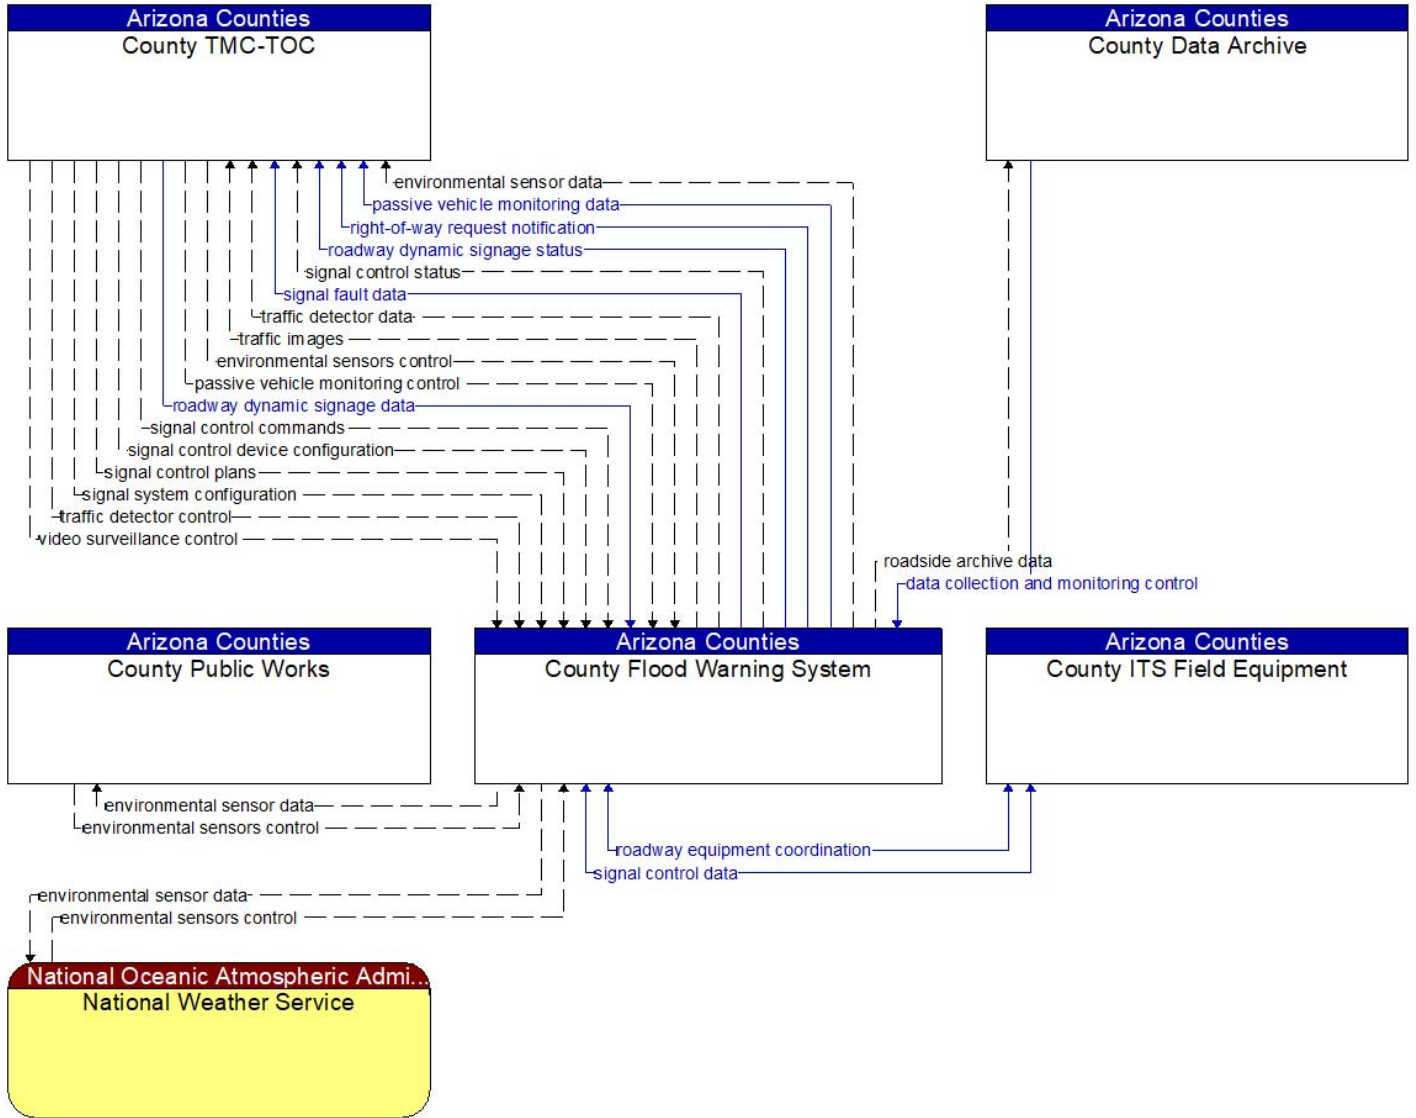 Arizona Counties
County TMC-TOC
Arizona Counties
County Data Archive
environmental sensor data
passive vehicle monitoring data
right-of-way request notification
roadway dynamic signage status
signal control status
signal fault data
traffic detector data
traffic images
environmental sensors control
passive vehicle monitoring control
roadway dynamic signage data
signal control commands
signal control device configuration
signal control plans
signal system configuration
traffic detector control
video surveillance control
roadside archive data
data collection and monitoring control
Arizona Counties
County Public Works
Arizona Counties
County Flood Warning System
Arizona Counties
County ITS Field Equipment
environmental sensor data
environmental sensors control
roadway equipment coordination
signal control data
environmental sensor data
environmental sensors control
National Oceanic Atmospheric Admi...
National Weather Service